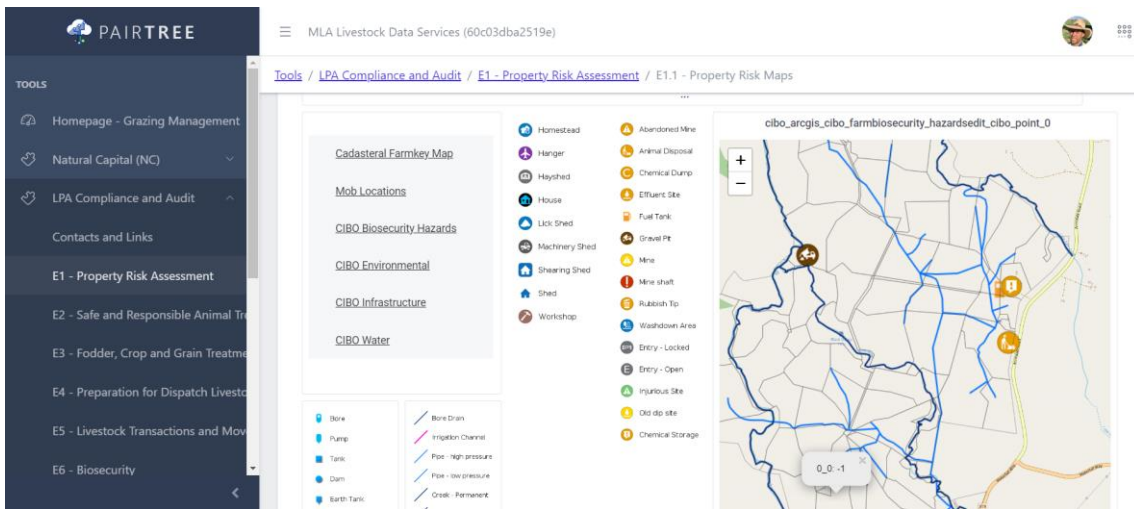 PAIRTREE
MLA Livestock Data Services (60c03dba2519e)
TOOLS
Homepage - Grazing Management
Natural Capital (NC)
LPA Compliance and Audit
Contacts and Links
E1 - Property Risk Assessment
E2 - Safe and Responsible Animal Tre
E3 - Fodder, Crop and Grain Treatme
E4 - Preparation for Dispatch Livesto
E5 - Livestock Transactions and Mov
E6 - Biosecurity
Tools / LPA Compliance and Audit / E1 - Property Risk Assessment / E1.1 - Property Risk Maps
...
Cadasteral Farmkey Map
Mob Locations
CIBO Biosecurity Hazards
CIBO Environmental
CIBO Infrastructure
CIBO Water
Homestead
Hanger
Hayshed
House
Lick Shed
Machinery Shed
Shearing Shed
Shed
Workshop
Abandoned Mine
Animal Disposal
Chemical Dump
Effluent Site
Fuel Tank
Gravel Pit
Mine
Mine shaft
Rubbish Tip
Washdown Area
Entry - Locked
Entry - Open
Injurious Site
Old dip site
Chemical Storage
Bore
Pump
Tank
Dam
Earth Tank
Bore Drain
Irrigation Channel
Pipe - high pressure
Pipe - low pressure
Creek - Permanent
cibo_arcgis_cibo_farmbiosecurity_hazardsedit_cibo_point_0
+
−
0_0: -1
×